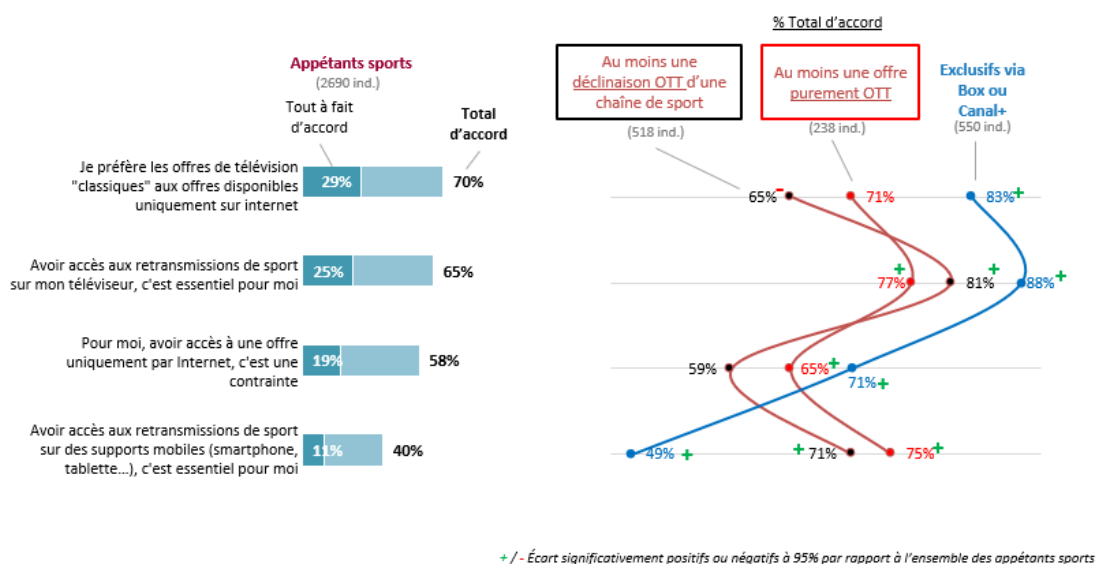 % Total d'accord
Appétants sports
(2690 ind.)
Tout à fait
d'accord
Total
d'accord
Au moins une
déclinaison OTT d'une
chaîne de sport
(518 ind.)
Au moins une offre
purement OTT
(238 ind.)
Exclusifs via
Box ou
Canal+
(550 ind.)
Je préfère les offres de télévision
"classiques" aux offres disponibles
uniquement sur internet
29%
70%
65% -
71%
83% +
Avoir accès aux retransmissions de sport
sur mon téléviseur, c'est essentiel pour moi
25%
65%
77% +
81% +
88% +
Pour moi, avoir accès à une offre
uniquement par Internet, c'est une
contrainte
19%
58%
59%
65% +
71% +
Avoir accès aux retransmissions de sport
sur des supports mobiles (smartphone,
tablette...), c'est essentiel pour moi
11%
40%
49% +
+ 71%
75% +
+ / - Écart significativement positifs ou négatifs à 95% par rapport à l'ensemble des appétants sports